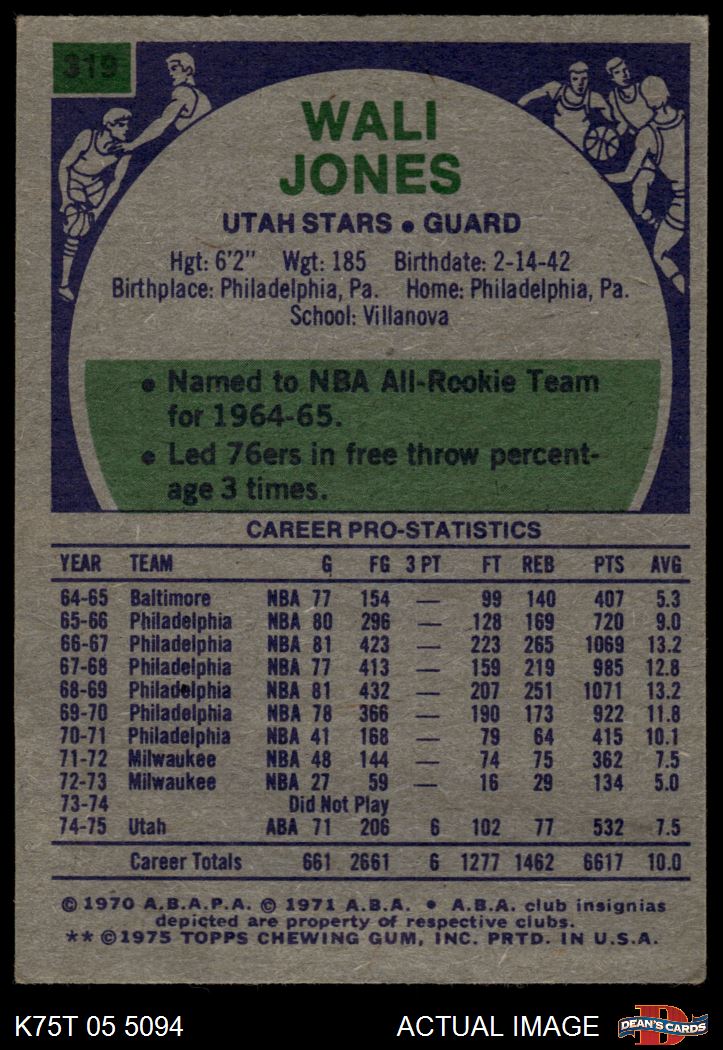 319
WALI
JONES
UTAH STARS • GUARD
Hgt: 6'2" Wgt: 185 Birthdate: 2-14-42
Birthplace: Philadelphia, Pa. Home: Philadelphia, Pa.
School: Villanova
• Named to NBA All-Rookie Team
for 1964-65.
• Led 76ers in free throw percent-
age 3 times.
CAREER PRO-STATISTICS
YEAR TEAM G FG 3 PT FT REB PTS AVG
64-65 Baltimore NBA 77 154 — 99 140 407 5.3
65-66 Philadelphia NBA 80 296 — 128 169 720 9.0
66-67 Philadelphia NBA 81 423 — 223 265 1069 13.2
67-68 Philadelphia NBA 77 413 — 159 219 985 12.8
68-69 Philadelphia NBA 81 432 — 207 251 1071 13.2
69-70 Philadelphia NBA 78 366 — 190 173 922 11.8
70-71 Philadelphia NBA 41 168 — 79 64 415 10.1
71-72 Milwaukee NBA 48 144 — 74 75 362 7.5
72-73 Milwaukee NBA 27 59 — 16 29 134 5.0
73-74 Did Not Play
74-75 Utah ABA 71 206 6 102 77 532 7.5
Career Totals 661 2661 6 1277 1462 6617 10.0
© 1970 A.B.A.P.A. © 1971 A.B.A. • A.B.A. club insignias
depicted are property of respective clubs.
** © 1975 TOPPS CHEWING GUM, INC. PRTD. IN U.S.A.
K75T 05 5094 ACTUAL IMAGE
D
DEAN'S CARDS